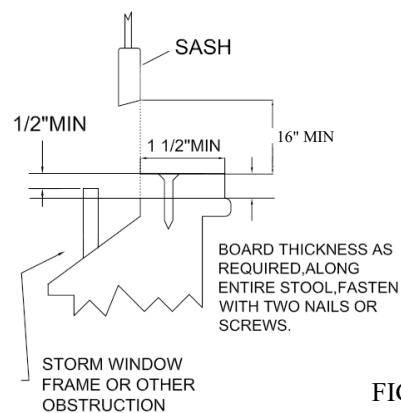 SASH
1/2"MIN
1 1/2"MIN
16" MIN
BOARD THICKNESS AS
REQUIRED,ALONG
ENTIRE STOOL,FASTEN
WITH TWO NAILS OR
SCREWS.
STORM WINDOW
FRAME OR OTHER
OBSTRUCTION
FIG